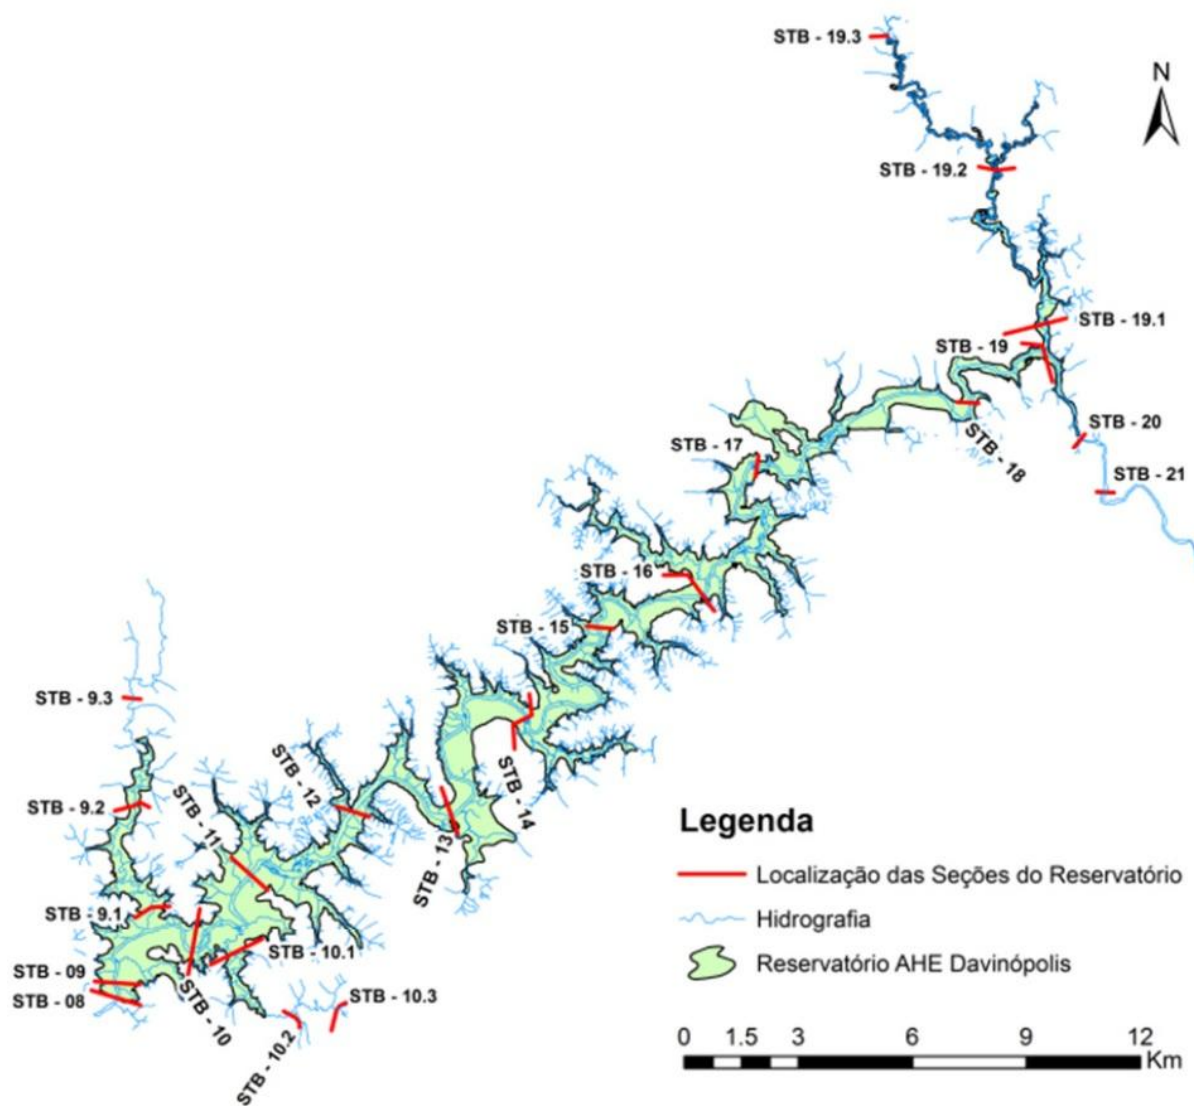 STB - 19.3
N
STB - 19.2
STB - 19.1
STB - 19
STB - 20
STB - 17
STB - 18
STB - 21
STB - 16
STB - 15
STB - 9.3
STB - 12
STB - 14
STB - 9.2
STB - 11
STB - 13
Legenda
Localização das Seções do Reservatório
STB - 9.1
Hidrografia
STB - 10.1
STB - 09
Reservatório AHE Davinópolis
STB - 08
STB - 10
STB - 10.3
STB - 10.2
0 1.5 3 6 9 12
Km